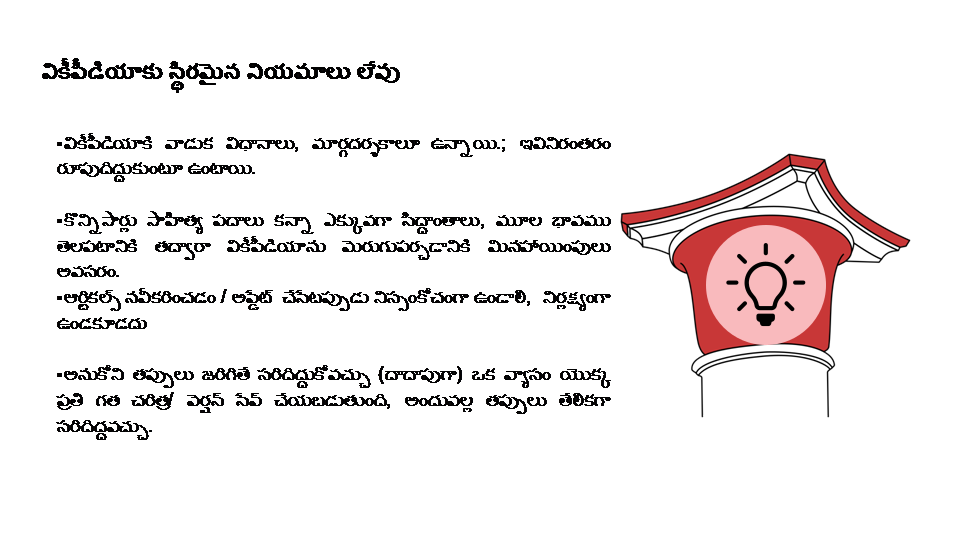 వికీపీడియాకు స్థిరమైన నియమాలు లేవు
▪వికీపీడియాకి వాడుక విధానాలు, మార్గదర్శకాలూ ఉన్నాయి.; ఇవినిరంతరం
రూపుదిద్దుకుంటూ ఉంటాయి.
▪కొన్నిసార్లు సాహిత్య పదాలు కన్నా ఎక్కువగా సిద్ధాంతాలు, మూల భావము
తెలపటానికి తద్వారా వికీపీడియాను మెరుగుపర్చడానికి మినహాయింపులు
అవసరం.
▪ఆర్టికల్స్ నవీకరించడం / అప్డేట్ చేసేటప్పుడు నిస్సంకోచంగా ఉండాలి, నిర్లక్ష్యంగా
ఉండకూడదు
▪అనుకోని తప్పులు జరిగితే సరిదిద్దుకోవచ్చు (దాదాపుగా) ఒక వ్యాసం యొక్క
ప్రతి గత చరిత్ర/ వెర్షన్ సేవ్ చేయబడుతుంది, అందువల్ల తప్పులు తేలికగా
సరిదిద్దవచ్చు.